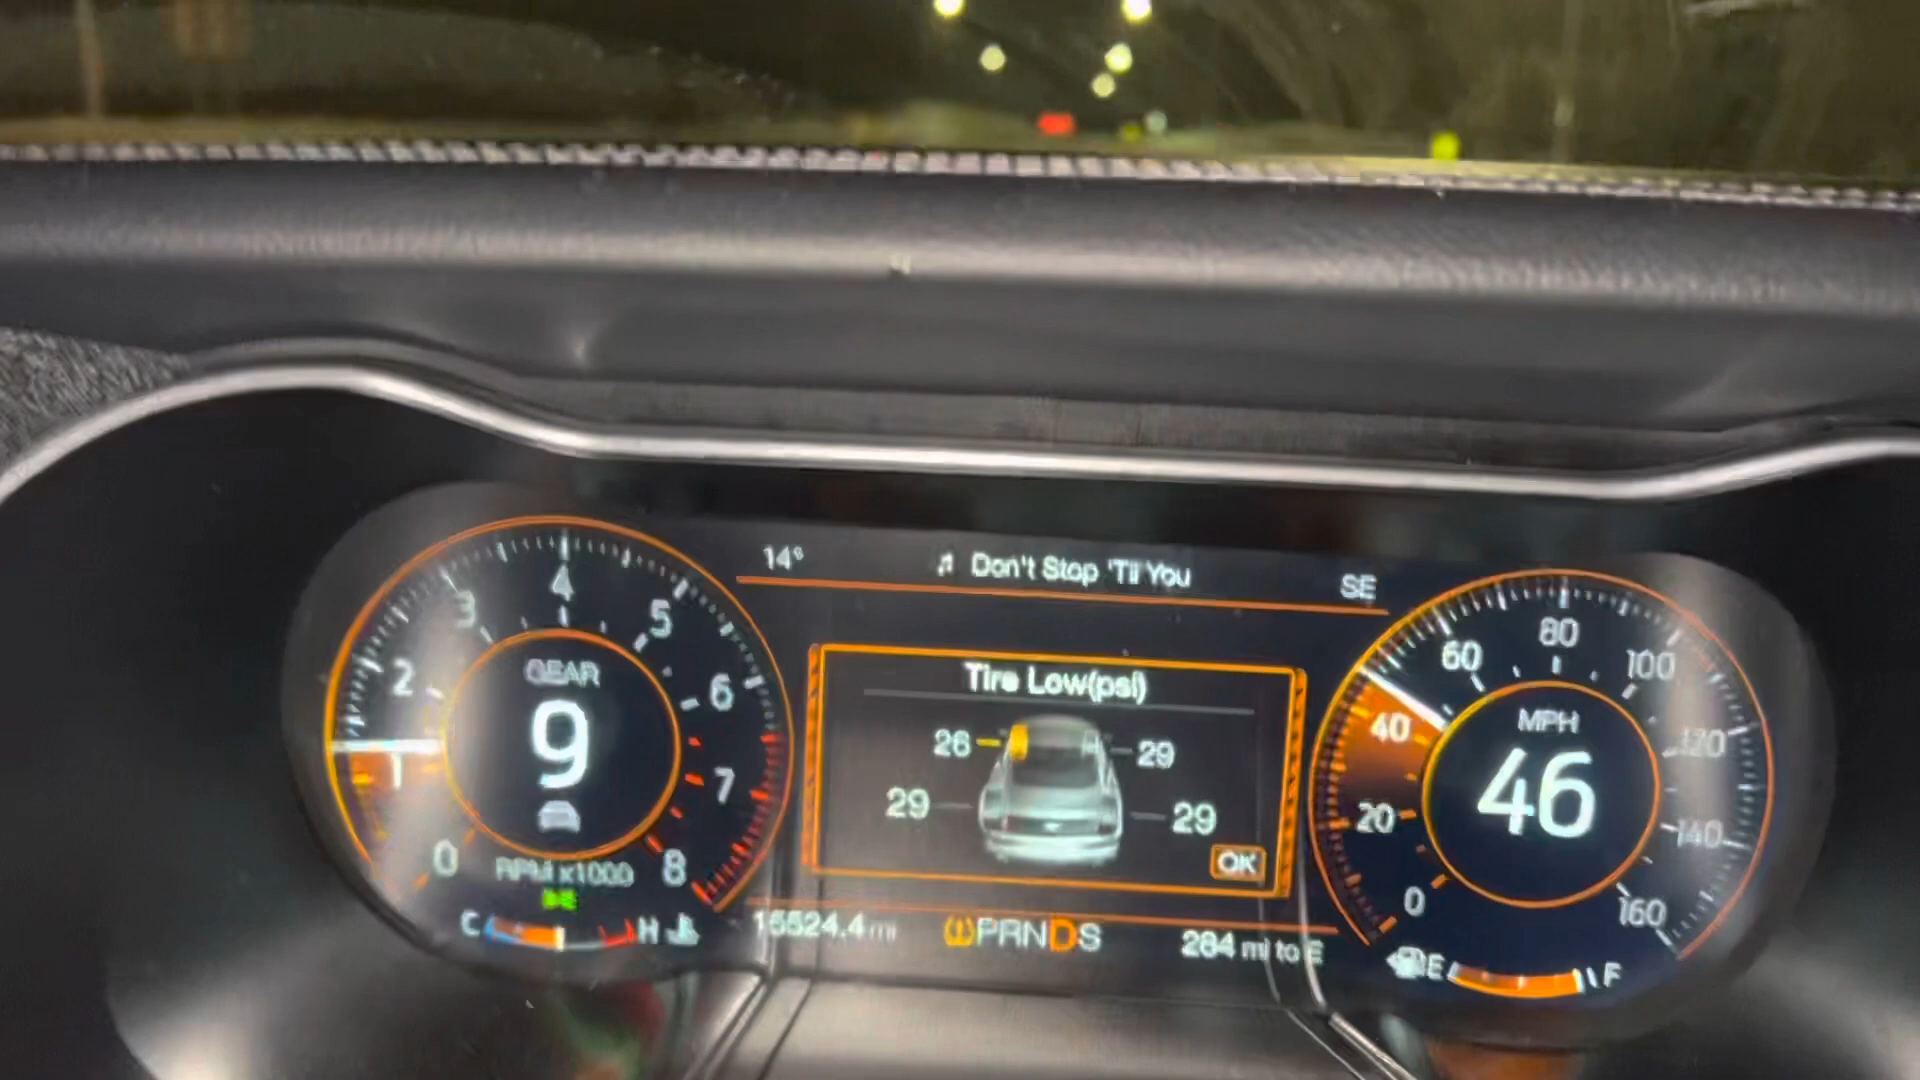 14° Don't Stop 'Til You SE
Tire Low(psi)
26 29
29 29
OK
GEAR
9
RPM x1000
0 1 2 3 4 5 6 7 8
C H
MPH
46
0 20 40 60 80 100 120 140 160
E F
15524.4 mi PRNDS 284 mi to E